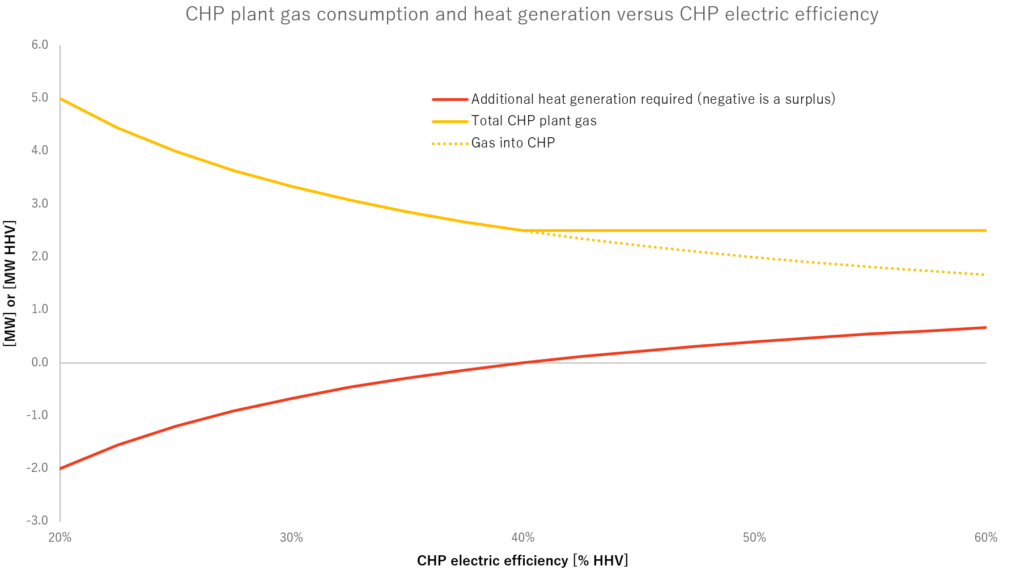 CHP plant gas consumption and heat generation versus CHP electric efficiency
6.0
5.0
4.0
3.0
2.0
1.0
0.0
-1.0
-2.0
-3.0
[MW] or [MW HHV]
Additional heat generation required (negative is a surplus)
Total CHP plant gas
Gas into CHP
20% 30% 40% 50% 60%
CHP electric efficiency [% HHV]